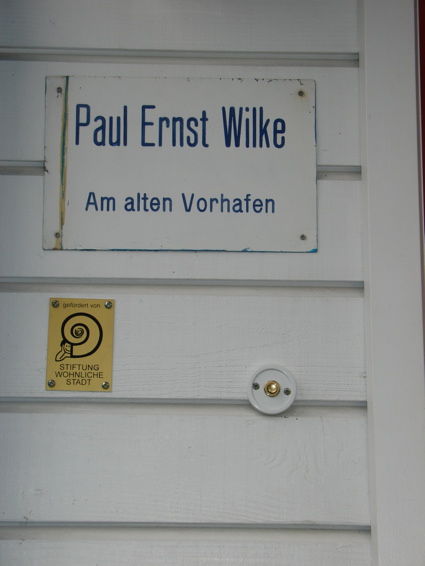 Paul Ernst Wilke
Am alten Vorhafen
gefördert von
STIFTUNG
WOHNLICHE
STADT